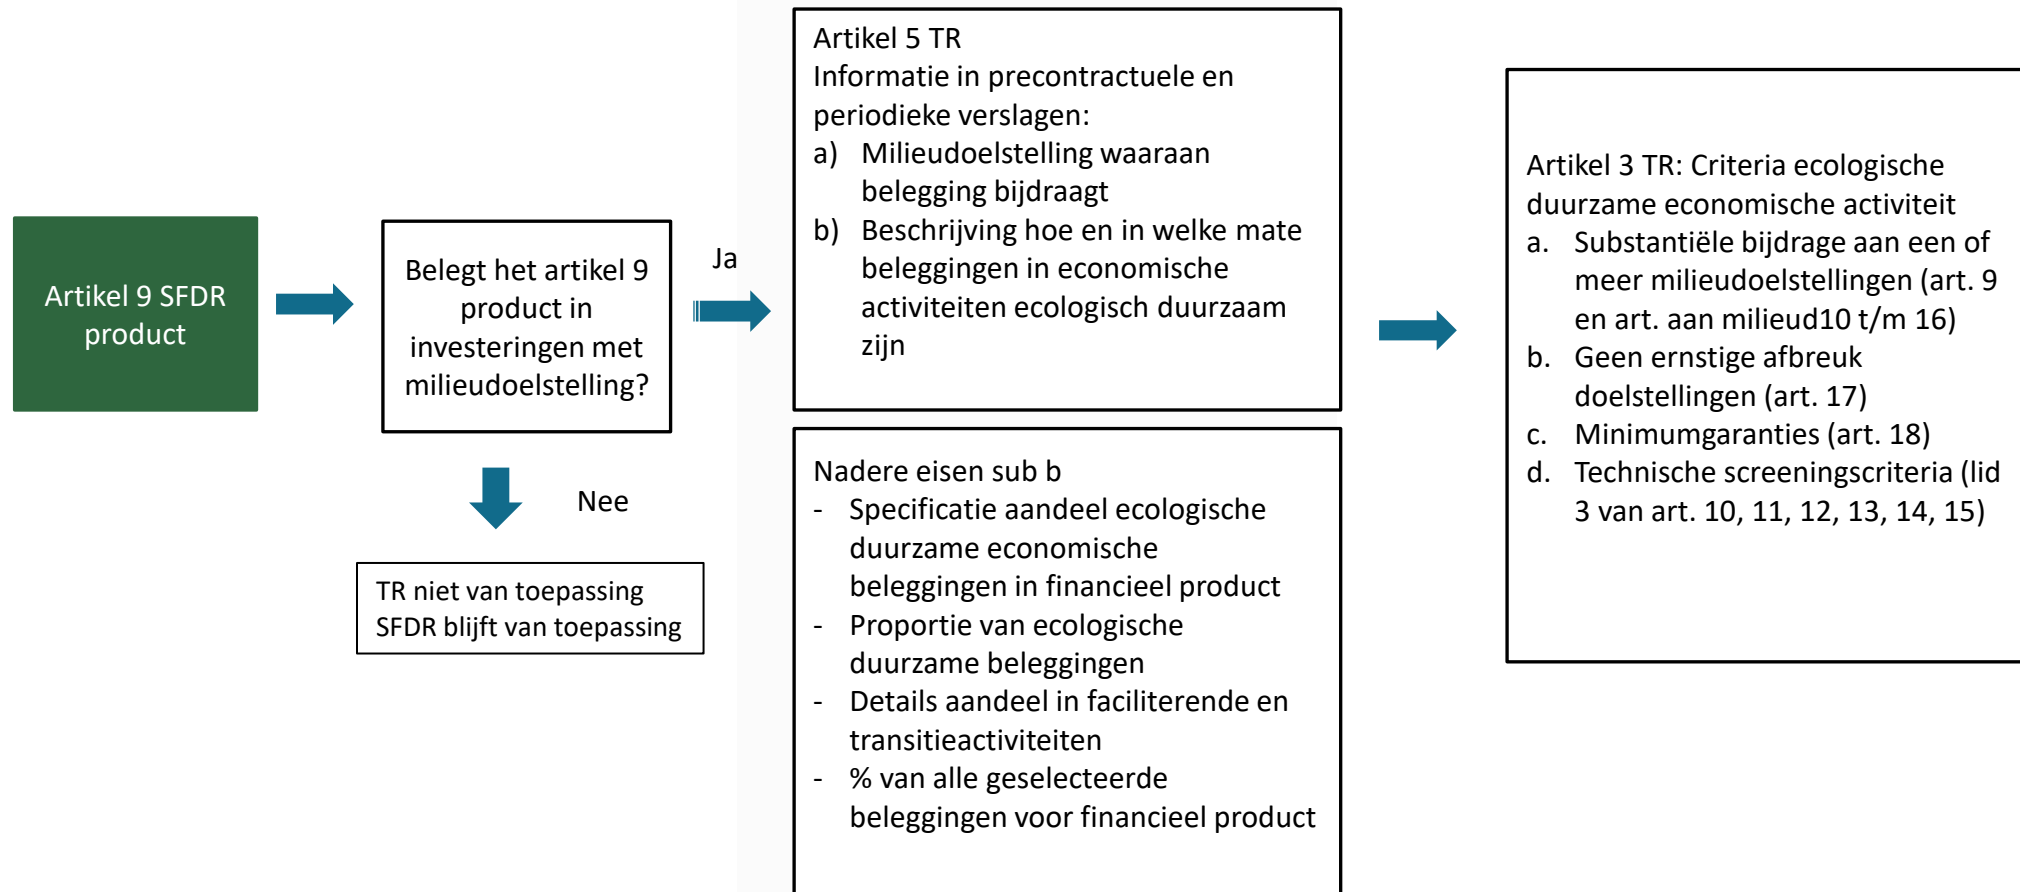 Artikel 9 SFDR
product
Belegt het artikel 9
product in
investeringen met
milieudoelstelling?
Ja
Nee
TR niet van toepassing
SFDR blijft van toepassing
Artikel 5 TR
Informatie in precontractuele en
periodieke verslagen:
a) Milieudoelstelling waaraan
belegging bijdraagt
b) Beschrijving hoe en in welke mate
beleggingen in economische
activiteiten ecologisch duurzaam
zijn
Nadere eisen sub b
- Specificatie aandeel ecologische
duurzame economische
beleggingen in financieel product
- Proportie van ecologische
duurzame beleggingen
- Details aandeel in faciliterende en
transitieactiviteiten
- % van alle geselecteerde
beleggingen voor financieel product
Artikel 3 TR: Criteria ecologische
duurzame economische activiteit
a. Substantiële bijdrage aan een of
meer milieudoelstellingen (art. 9
en art. aan milieud10 t/m 16)
b. Geen ernstige afbreuk
doelstellingen (art. 17)
c. Minimumgaranties (art. 18)
d. Technische screeningscriteria (lid
3 van art. 10, 11, 12, 13, 14, 15)